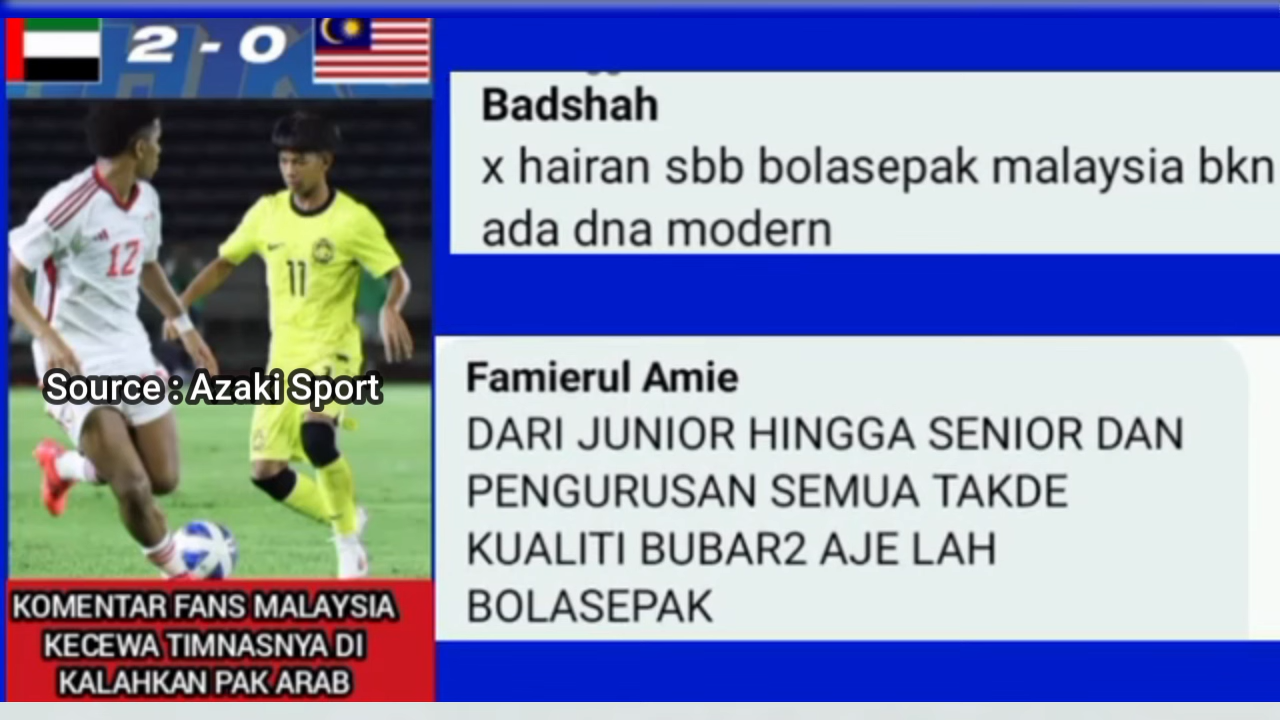 2 - 0
Badshah
x hairan sbb bolasepak malaysia bkn
ada dna modern
12
11
Source : Azaki Sport
Famierul Amie
DARI JUNIOR HINGGA SENIOR DAN
PENGURUSAN SEMUA TAKDE
KUALITI BUBAR2 AJE LAH
BOLASEPAK
KOMENTAR FANS MALAYSIA
KECEWA TIMNASNYA DI
KALAHKAN PAK ARAB